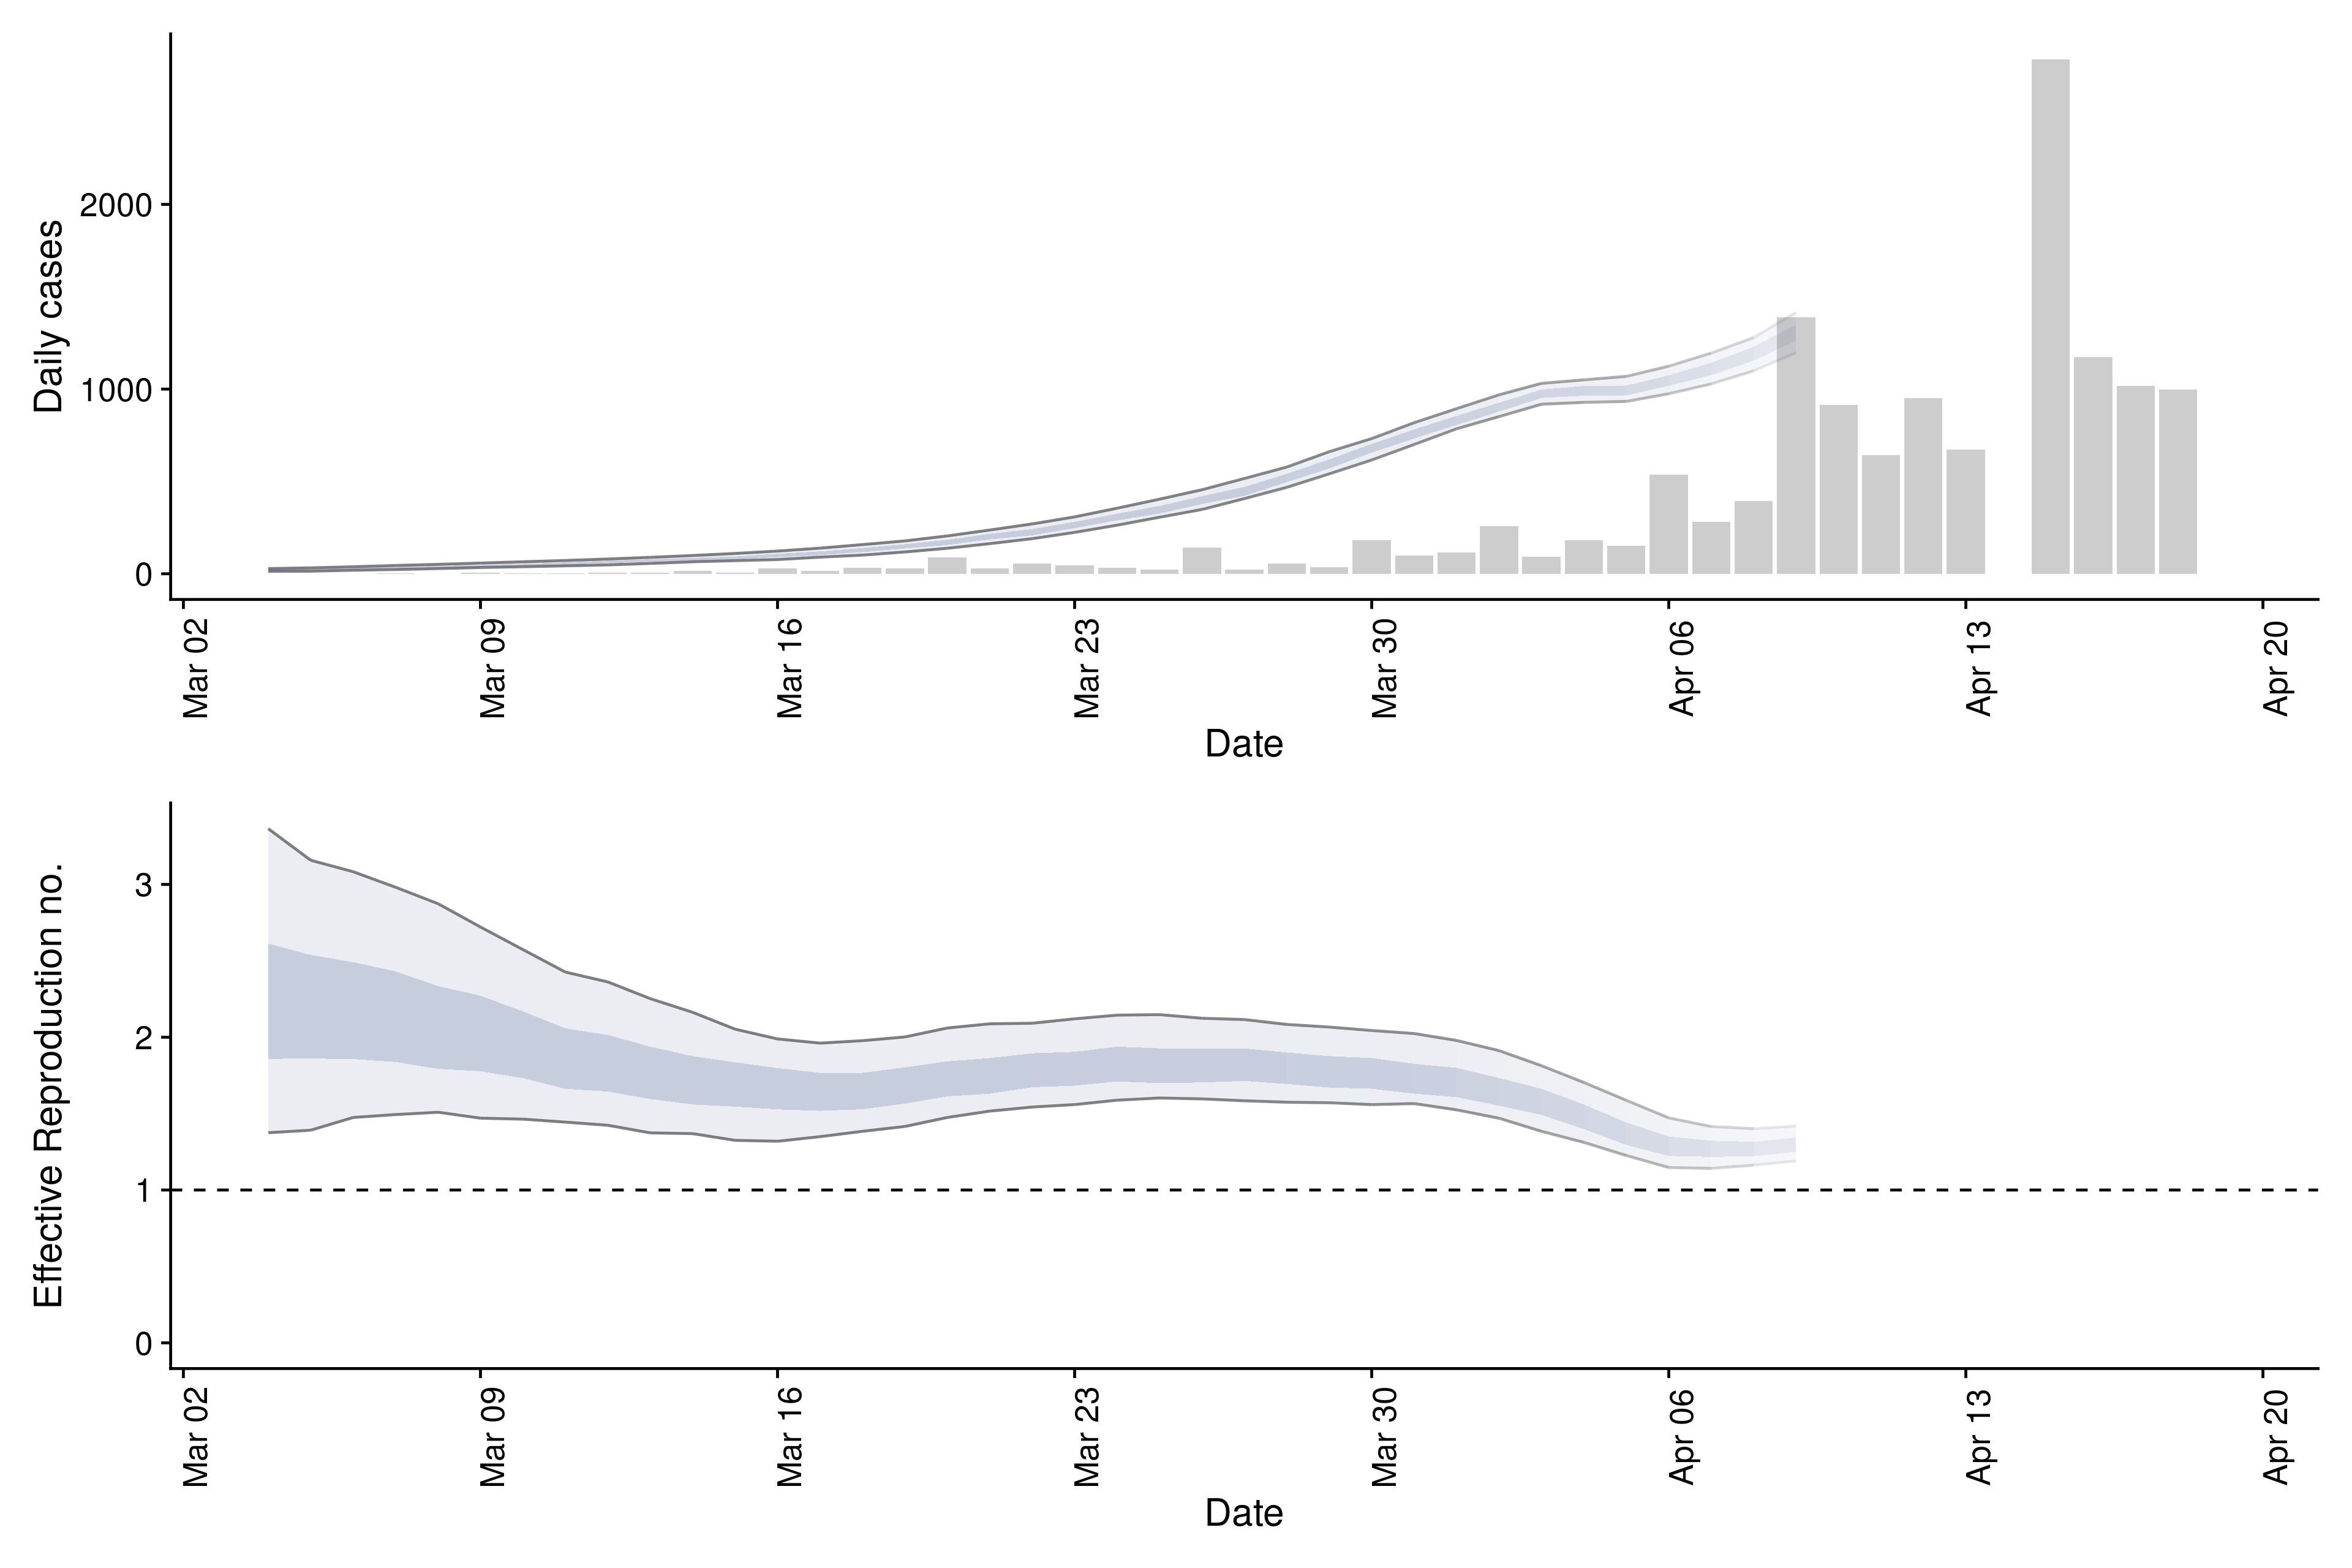 Daily cases
2000
1000
0
Mar 02
Mar 09
Mar 16
Mar 23
Mar 30
Apr 06
Apr 13
Apr 20
Date
Effective Reproduction no.
3
2
1
0
Mar 02
Mar 09
Mar 16
Mar 23
Mar 30
Apr 06
Apr 13
Apr 20
Date